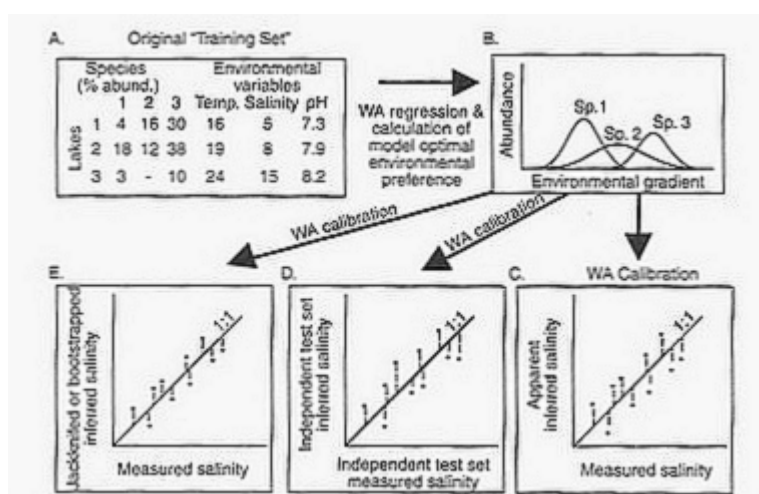 A. Original "Training Set"
Species Environmental
(% abund.) variables
1 2 3 Temp. Salinity pH
Lakes
1 4 16 30 16 5 7.3
2 18 12 38 19 8 7.9
3 3 - 10 24 15 8.2
WA regression &
calculation of
model optimal
environmental
preference
B.
Abundance
Sp.1
Sp. 2
Sp. 3
Environmental gradient
WA calibration
WA calibration
E.
Jackknifed or bootstrapped
inferred salinity
1:1
Measured salinity
D.
Independent test set
inferred salinity
1:1
Independent test set
measured salinity
C. WA Calibration
Apparent
inferred salinity
1:1
Measured salinity